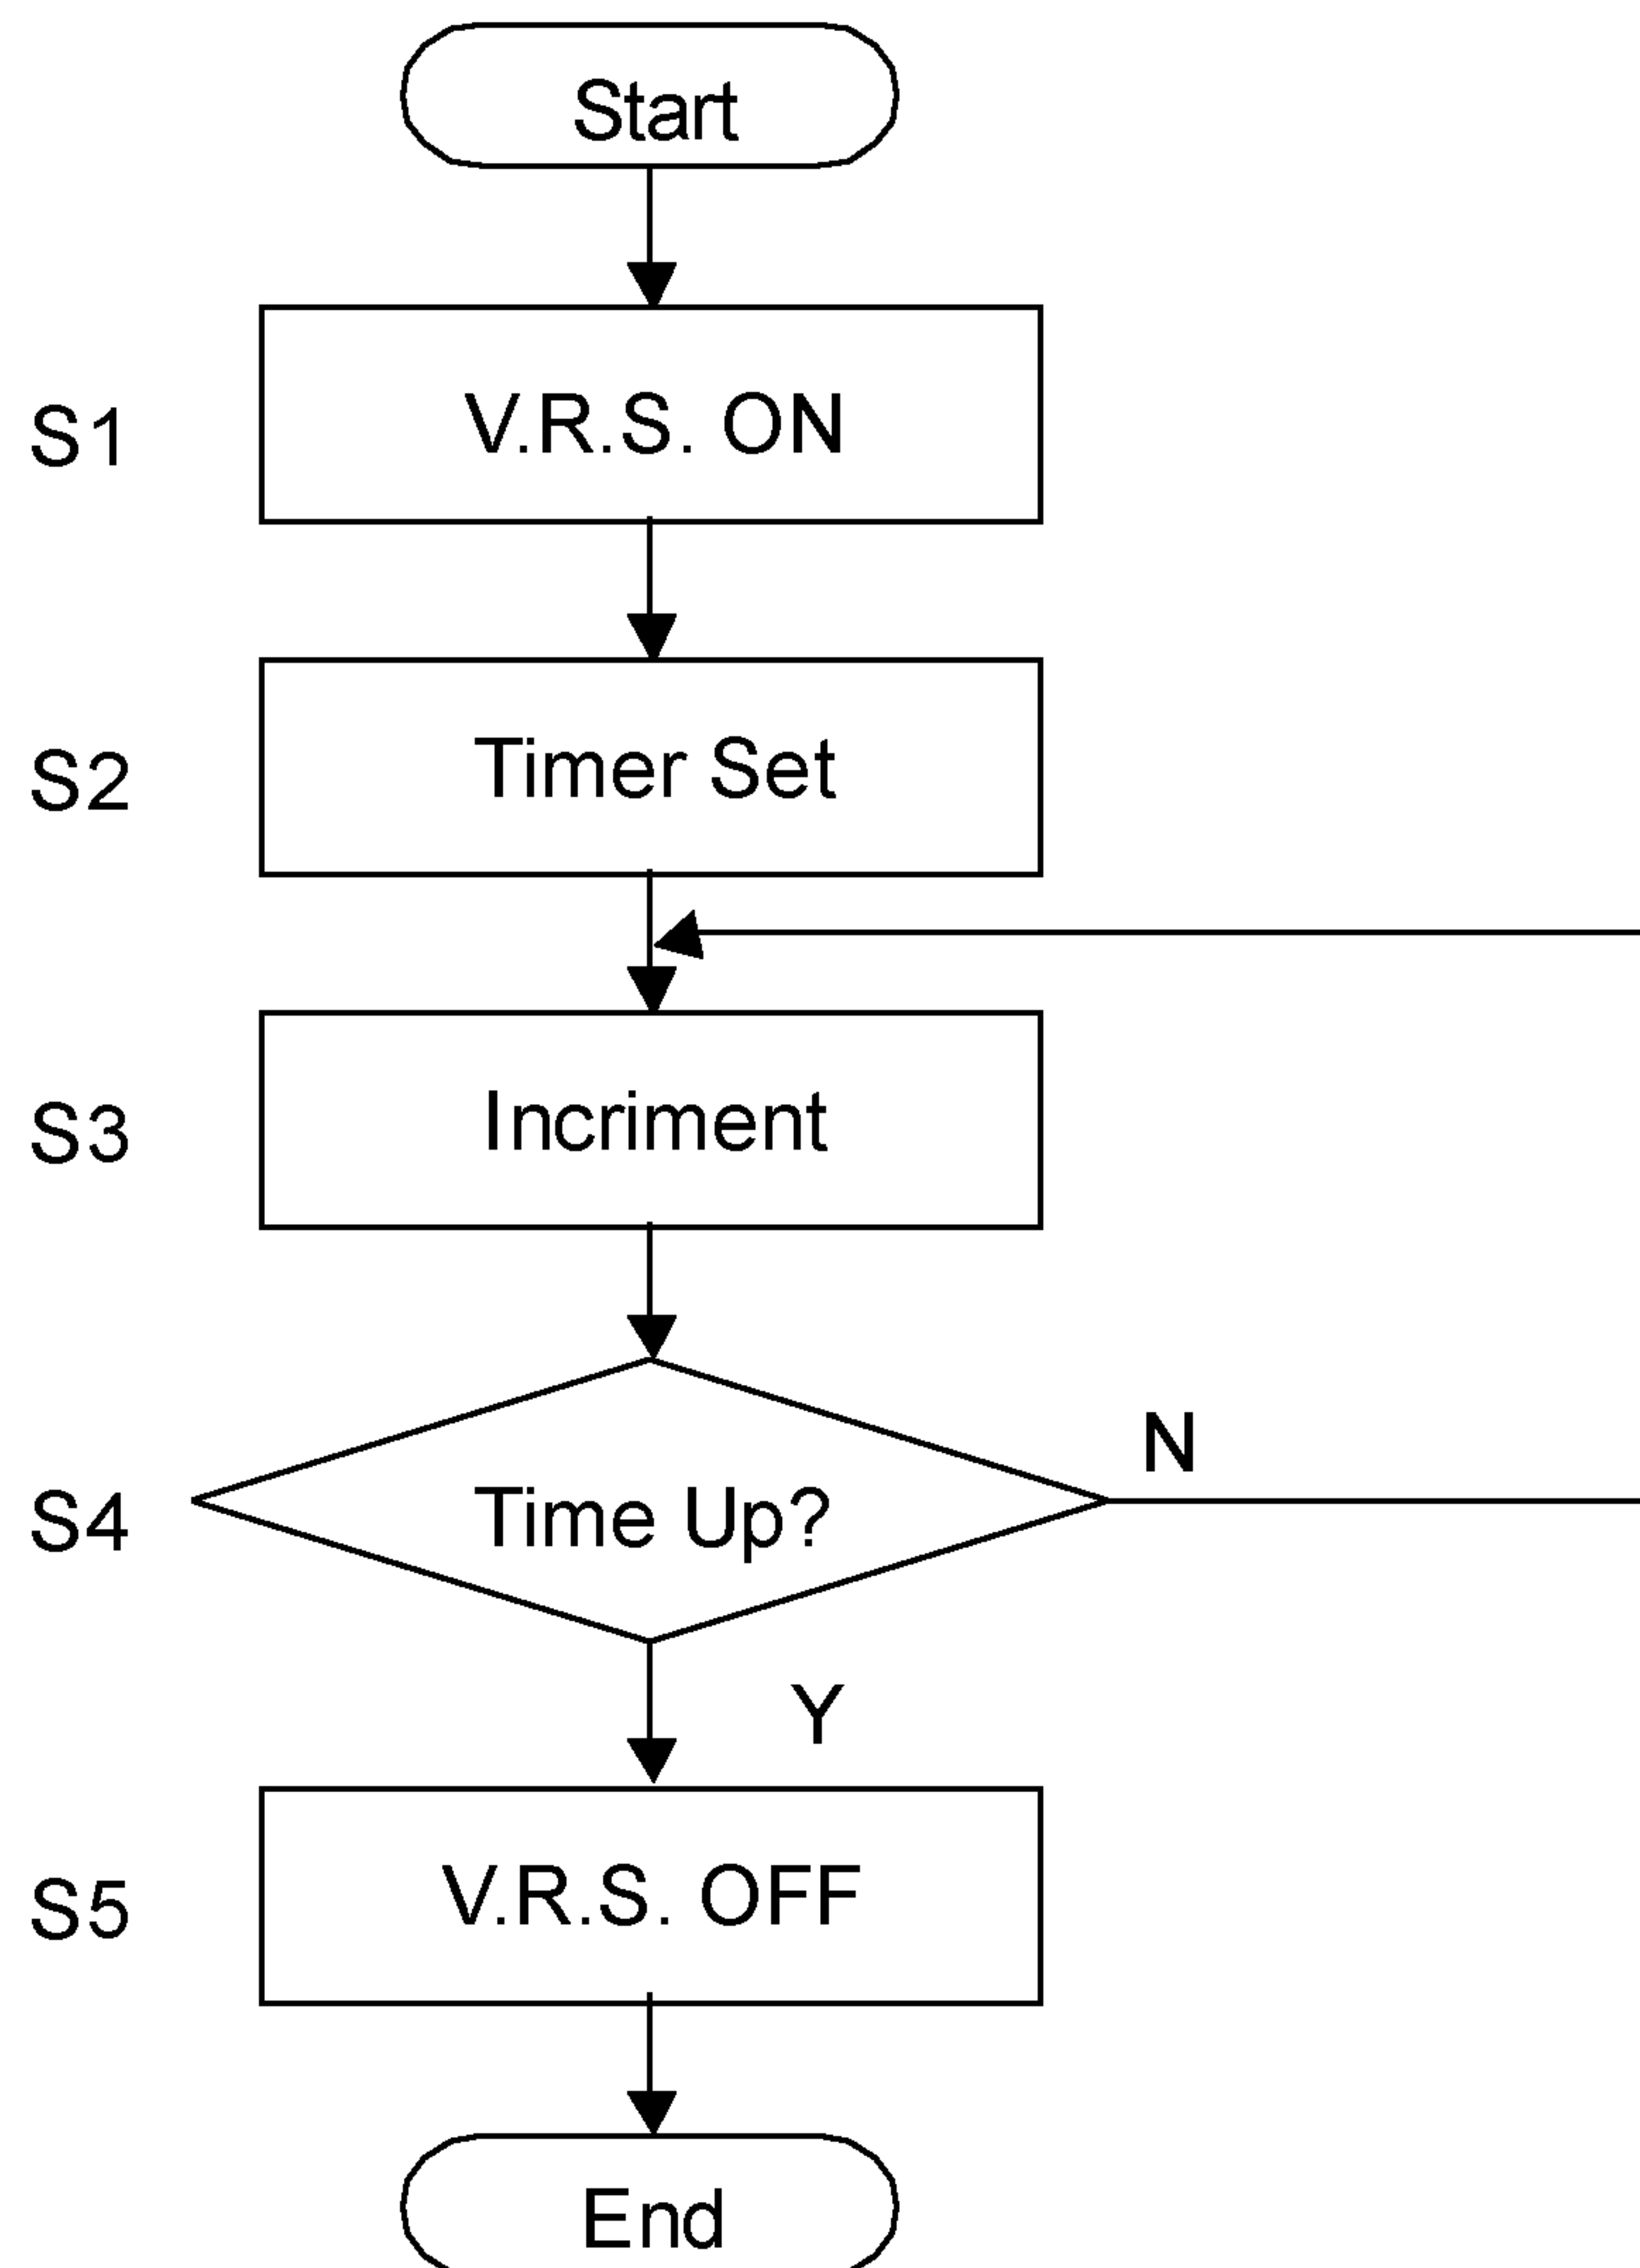 Start
S1 V.R.S. ON
S2 Timer Set
S3 Incriment
S4 Time Up? N
Y
S5 V.R.S. OFF
End